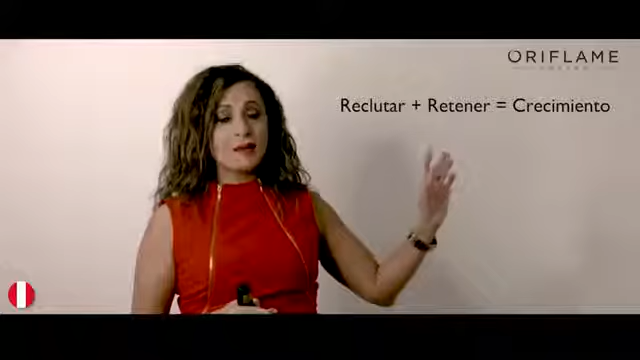 ORIFLAME
Reclutar + Retener = Crecimiento